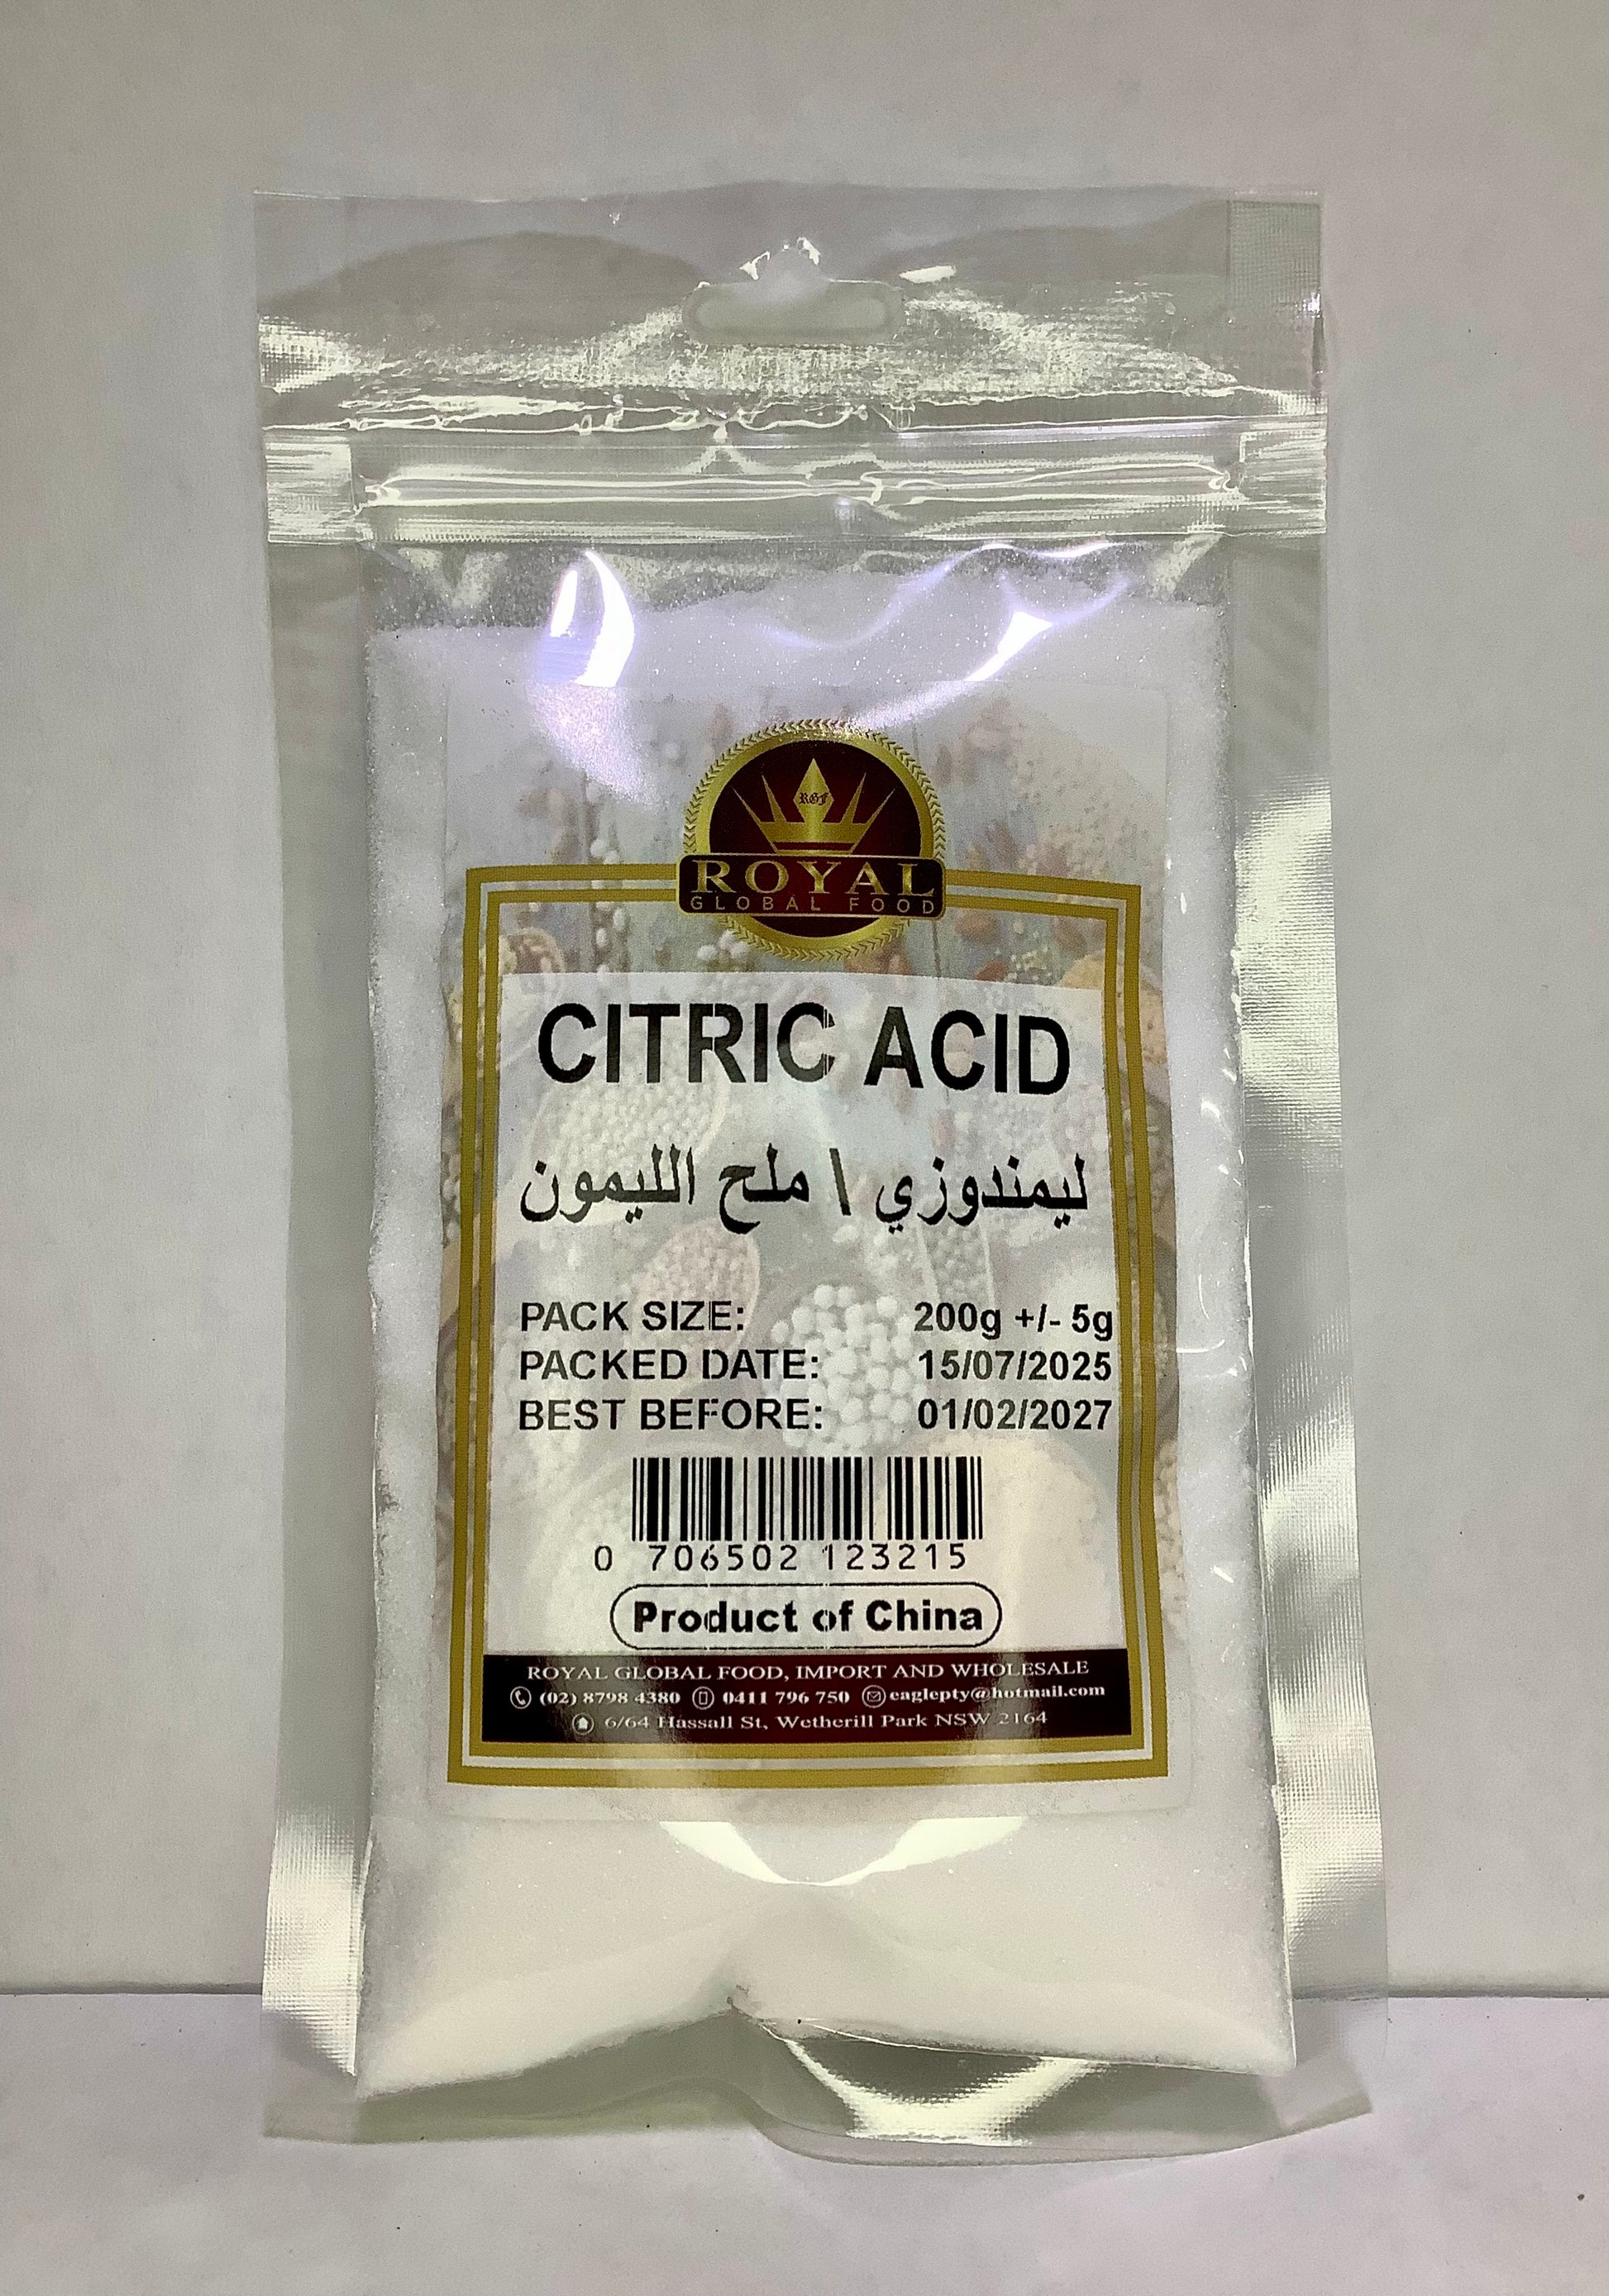 RGF
ROYAL
GLOBAL FOOD
CITRIC ACID
ليمندوزي \ ملح الليمون
PACK SIZE: 200g +/- 5g
PACKED DATE: 15/07/2025
BEST BEFORE: 01/02/2027
0 706502 123215
Product of China
ROYAL GLOBAL FOOD, IMPORT AND WHOLESALE
(02) 8798 4380 0411 796 750 eaglepty@hotmail.com
6/64 Hassall St, Wetherill Park NSW 2164